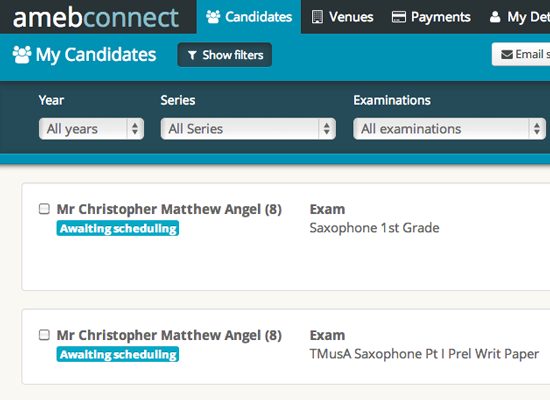 amebconnect Candidates Venues Payments My Det
My Candidates Show filters Email s
Year Series Examinations
All years All Series All examinations
Mr Christopher Matthew Angel (8) Exam
Awaiting scheduling Saxophone 1st Grade
Mr Christopher Matthew Angel (8) Exam
Awaiting scheduling TMusA Saxophone Pt I Prel Writ Paper